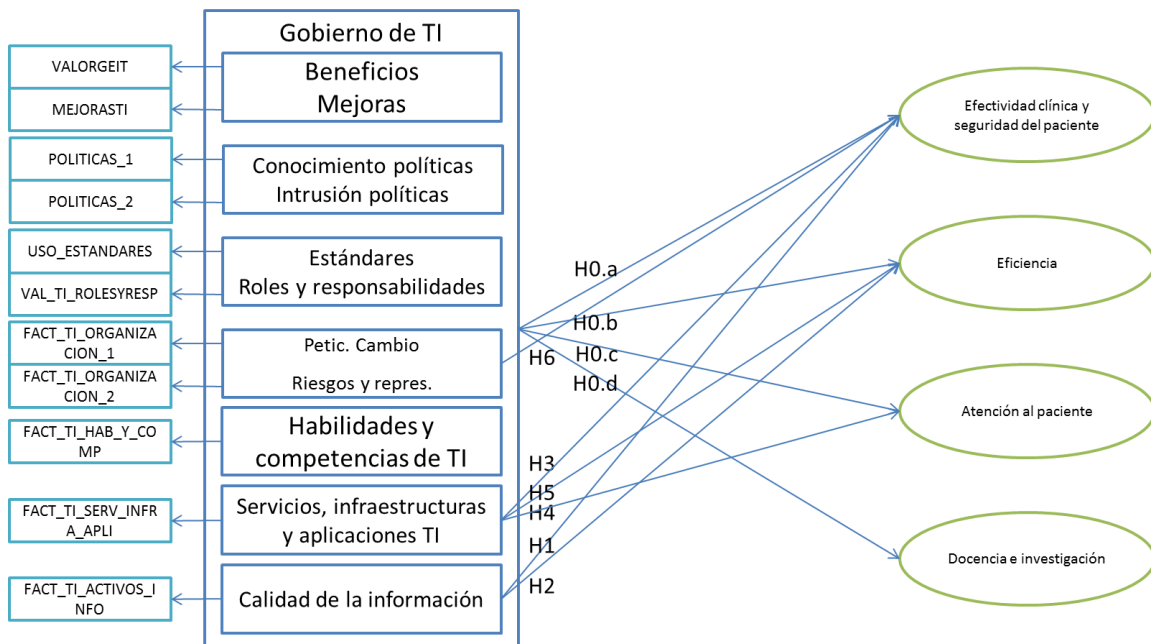 Gobierno de TI
VALORGEIT
MEJORASTI
Beneficios
Mejoras
POLITICAS_1
POLITICAS_2
Conocimiento políticas
Intrusión políticas
USO_ESTANDARES
VAL_TI_ROLESYRESP
Estándares
Roles y responsabilidades
FACT_TI_ORGANIZA
CION_1
FACT_TI_ORGANIZA
CION_2
Petic. Cambio
Riesgos y repres.
FACT_TI_HAB_Y_CO
MP
Habilidades y
competencias de TI
FACT_TI_SERV_INFR
A_APLI
Servicios, infraestructuras
y aplicaciones TI
FACT_TI_ACTIVOS_I
NFO
Calidad de la información
H0.a
H0.b
H6
H0.c
H0.d
H3
H5
H4
H1
H2
Efectividad clínica y
seguridad del paciente
Eficiencia
Atención al paciente
Docencia e investigación